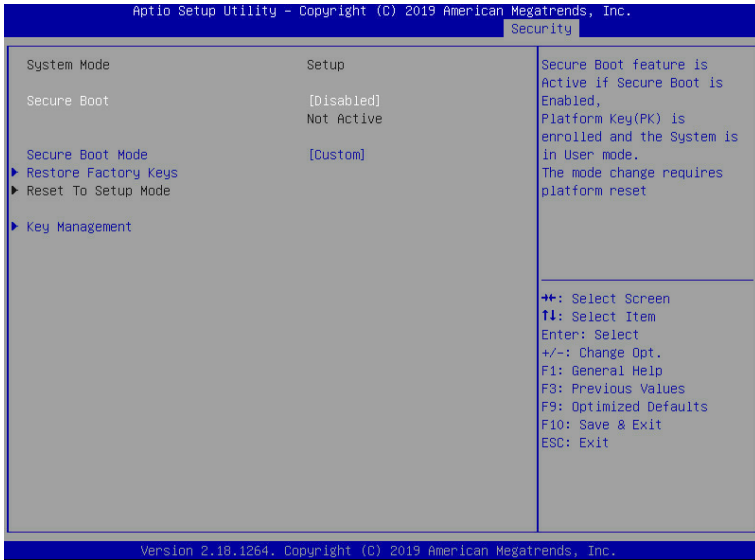 Aptio Setup Utility – Copyright (C) 2019 American Megatrends, Inc.
Security
System Mode Setup
Secure Boot [Disabled]
Not Active
Secure Boot Mode [Custom]
Restore Factory Keys
Reset To Setup Mode
Key Management
Secure Boot feature is
Active if Secure Boot is
Enabled,
Platform Key(PK) is
enrolled and the System is
in User mode.
The mode change requires
platform reset
→←: Select Screen
↑↓: Select Item
Enter: Select
+/-: Change Opt.
F1: General Help
F3: Previous Values
F9: Optimized Defaults
F10: Save & Exit
ESC: Exit
Version 2.18.1264. Copyright (C) 2019 American Megatrends, Inc.